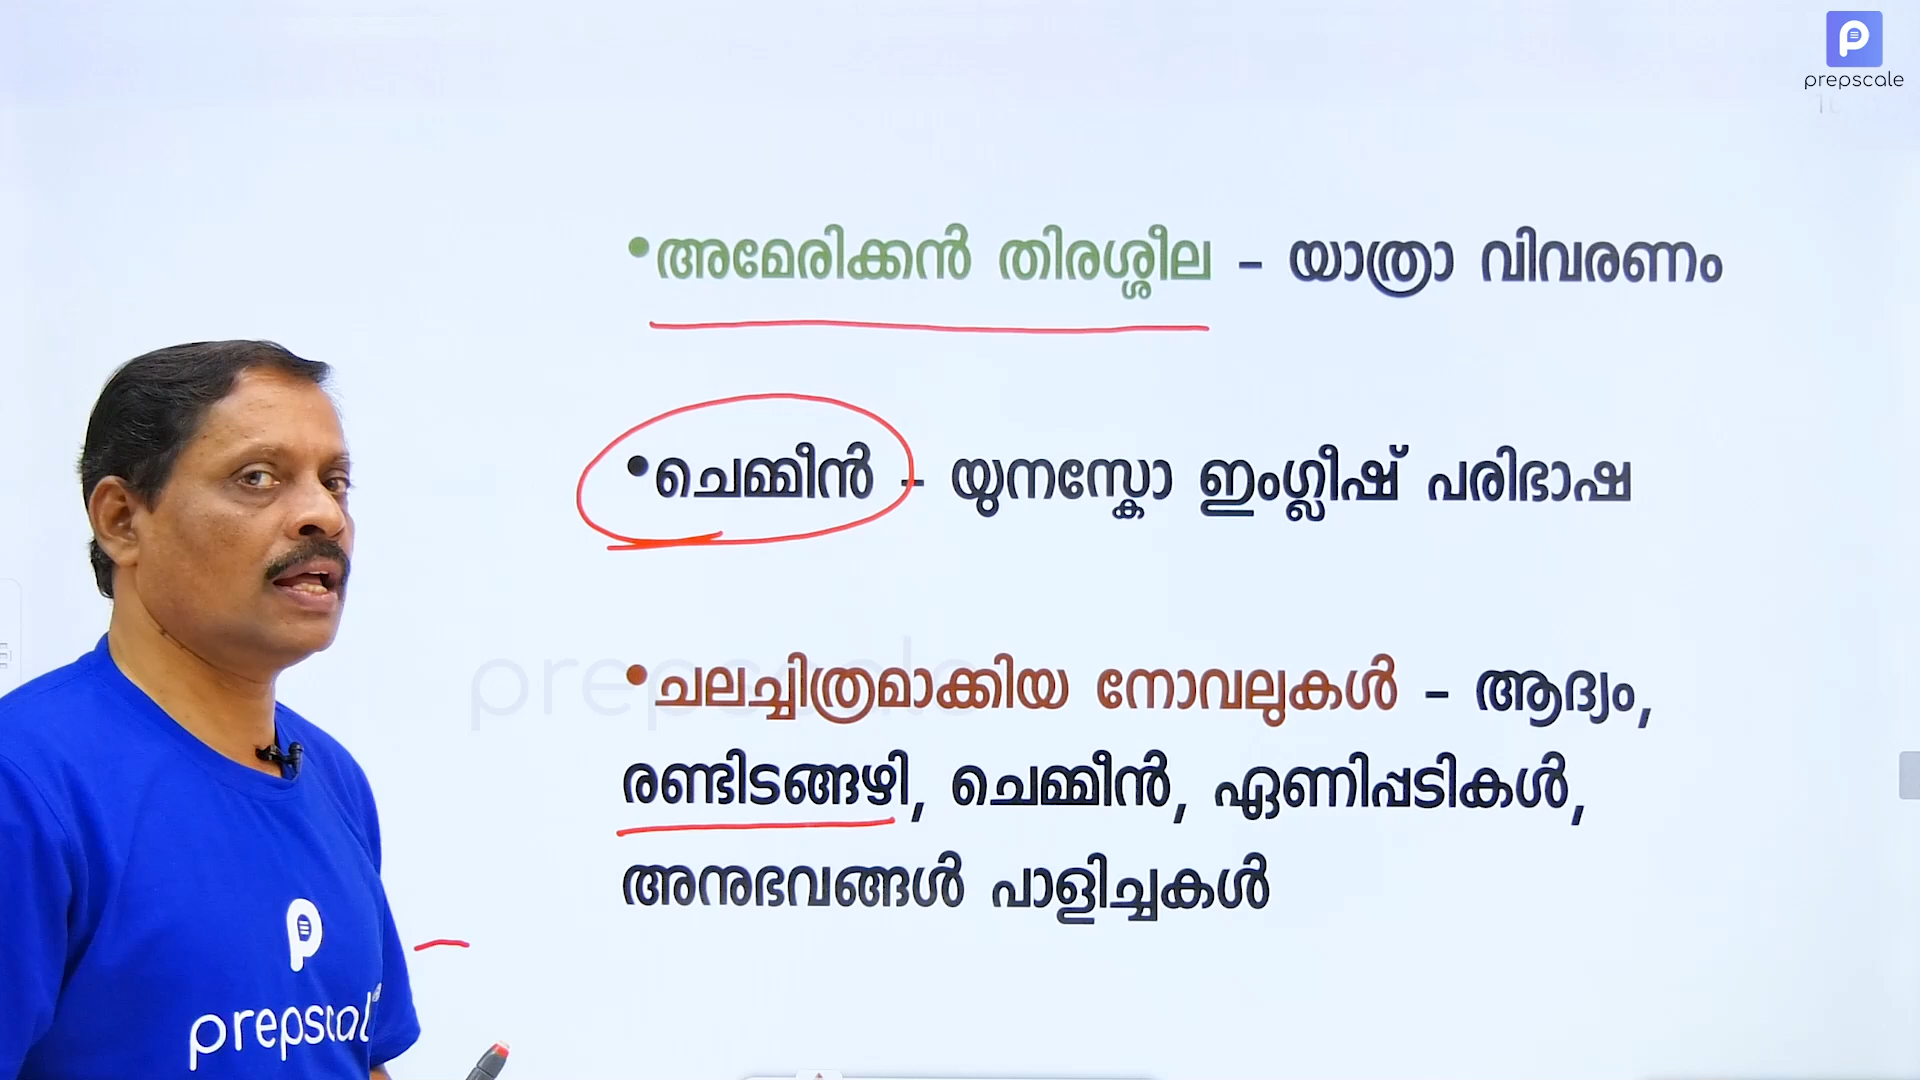 prepscale
•അമേരിക്കൻ തിരശ്ശീല – യാത്രാ വിവരണം
•ചെമ്മീൻ – യുനസ്കോ ഇംഗ്ലീഷ് പരിഭാഷ
prepscale
•ചലച്ചിത്രമാക്കിയ നോവലുകൾ – ആദ്യം,
രണ്ടിടങ്ങഴി, ചെമ്മീൻ, ഏണിപ്പടികൾ,
അനുഭവങ്ങൾ പാളിച്ചകൾ
prepscale